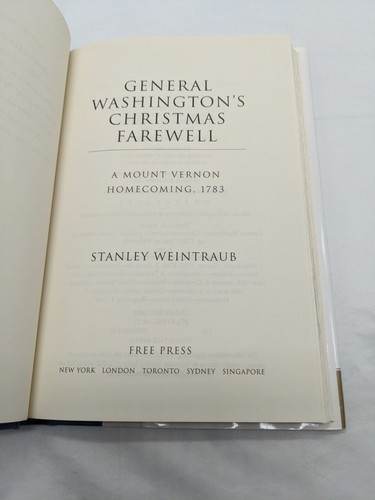 GENERAL
WASHINGTON'S
CHRISTMAS
FAREWELL
A MOUNT VERNON
HOMECOMING, 1783
STANLEY WEINTRAUB
FREE PRESS
NEW YORK LONDON TORONTO SYDNEY SINGAPORE